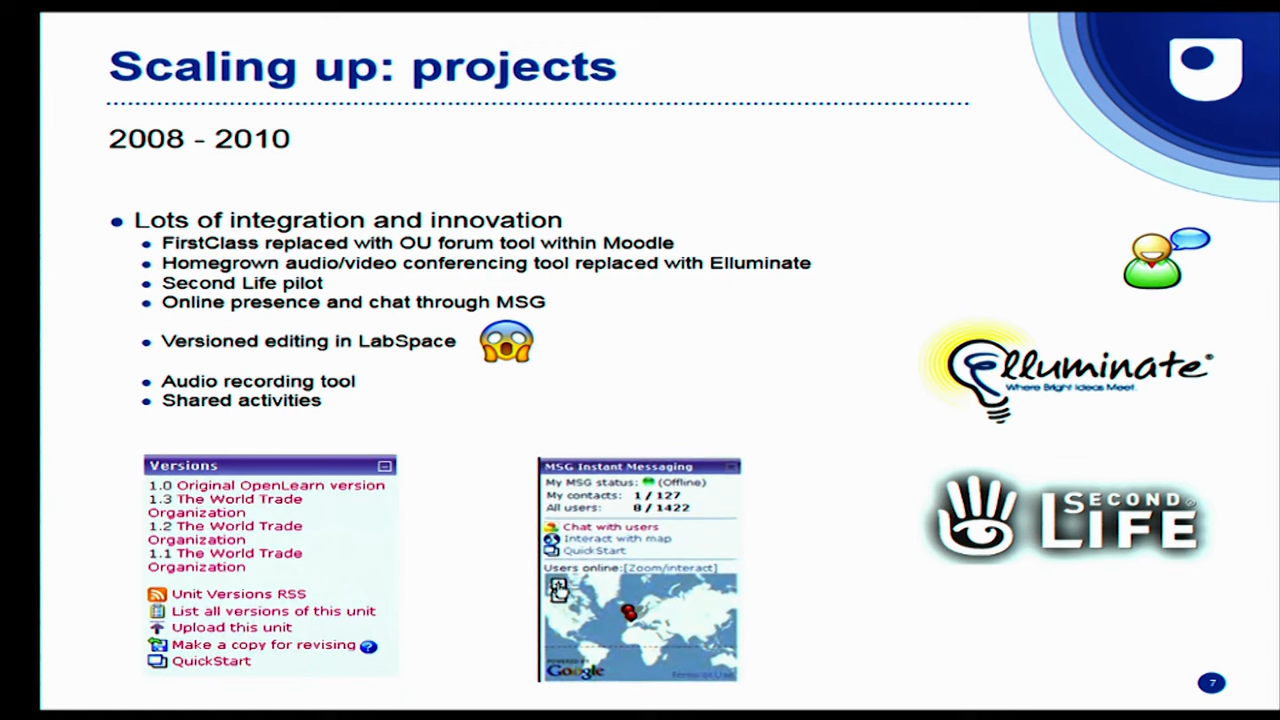 Scaling up: projects
2008 - 2010
Lots of integration and innovation
FirstClass replaced with OU forum tool within Moodle
Homegrown audio/video conferencing tool replaced with Elluminate
Second Life pilot
Online presence and chat through MSG
Versioned editing in LabSpace
Audio recording tool
Shared activities
elluminate
Where Bright Ideas Meet.
SECOND LIFE
Versions
1.0 Original OpenLearn version
1.3 The World Trade
Organization
1.2 The World Trade
Organization
1.1 The World Trade
Organization
Unit Versions RSS
List all versions of this unit
Upload this unit
Make a copy for revising
QuickStart
MSG Instant Messaging
My MSG status: (Offline)
My contacts: 1 / 127
All users: 8 / 1422
Chat with users
Interact with map
QuickStart
Users online:[Zoom/interact]
POWERED BY
Google
Terms of Use
7